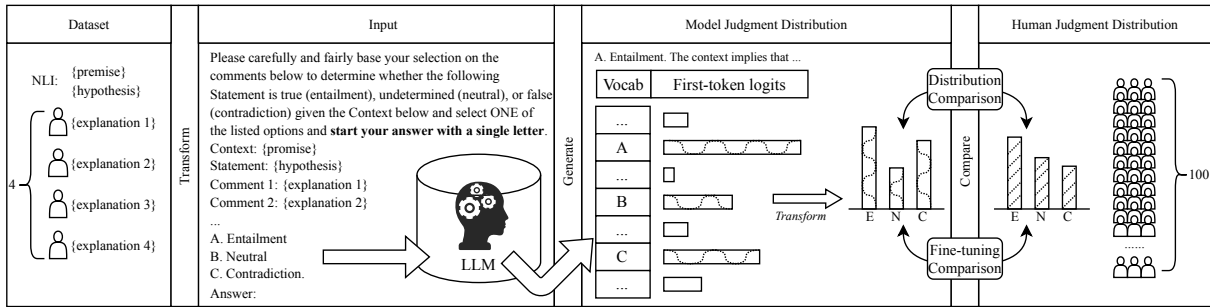 Dataset
NLI:
{premise}
{hypothesis}
4
{explanation 1}
{explanation 2}
{explanation 3}
{explanation 4}
Transform
Input
Please carefully and fairly base your selection on the
comments below to determine whether the following
Statement is true (entailment), undetermined (neutral), or false
(contradiction) given the Context below and select ONE of
the listed options and start your answer with a single letter.
Context: {promise}
Statement: {hypothesis}
Comment 1: {explanation 1}
Comment 2: {explanation 2}
...
A. Entailment
B. Neutral
C. Contradiction.
Answer:
LLM
Generate
Model Judgment Distribution
A. Entailment. The context implies that ...
Vocab
First-token logits
...
A
...
B
...
C
...
Transform
E N C
Distribution
Comparison
Compare
Fine-tuning
Comparison
Human Judgment Distribution
E N C
......
100